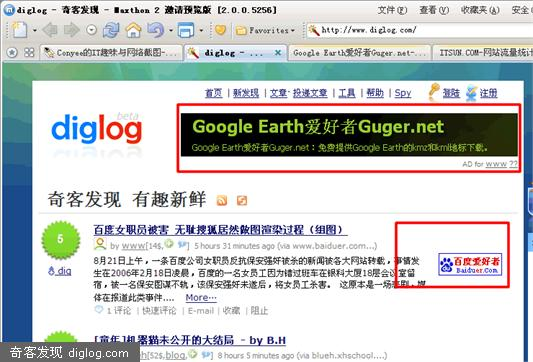 diglog - 奇客发现 - Maxthon 2 邀请预览版 [2.0.0.5256]
文件(F) 查看(V) 收藏夹(A) 安全(
Favorites http://www.diglog.com/
Conyee的IT趣味与网络截图-... diglog - ... Google Earth爱好者Guger.net-... ITSUN.COM-网站流量统计
首页 | 新发现 | 文章·投递文章 | 工具 | 帮助 | Spy 登陆 注册
diglog beta
Google Earth爱好者Guger.net
Google Earth爱好者Guger.net：免费提供Google Earth的kmz和kml地标下载。
AD for www ??
奇客发现 有趣新鲜
5
dig
百度女职员被害 无耻搜狐居然做图渲染过程（组图）
by www[14$, ] 5 hours 31 minutes ago (via www.baiduer.com...)
8月21日上午，一条百度公司女职员反抗保安强奸被杀的新闻被各大网站转载，事情发
生在2006年2月18日凌晨，百度的一名女员工因为错过班车在银科大厦18层会议室留
宿，被一名保安图谋不轨，该保安强奸未遂后，将女员工杀害。 这原本是一场悲剧，媒
体在报道此类事件.... More...
百度爱好者
Baiduer.Com
1 评论 | 快速评论 | E-mail | 收藏 | 阻止
[童年]机器猫未公开的大结局 - by B.H
[52$,blog, ] 8 hours 5 minutes ago (via blueh.xhschool....)
奇客发现 diglog.com